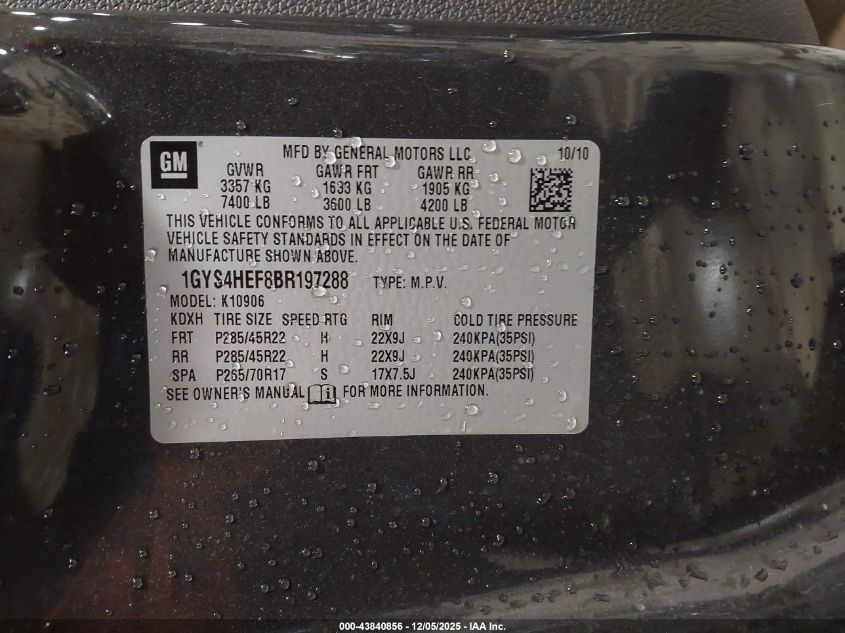 GM
MFD BY GENERAL MOTORS LLC 10/10
GVWR GAWR FRT GAWR RR
3357 KG 1633 KG 1905 KG
7400 LB 3600 LB 4200 LB
THIS VEHICLE CONFORMS TO ALL APPLICABLE U.S. FEDERAL MOTOR
VEHICLE SAFETY STANDARDS IN EFFECT ON THE DATE OF
MANUFACTURE SHOWN ABOVE.
1GYS4HEF8BR197288 TYPE: M.P.V.
MODEL: K10906
KDXH TIRE SIZE SPEED RTG RIM COLD TIRE PRESSURE
FRT P285/45R22 H 22X9J 240KPA(35PSI)
RR P285/45R22 H 22X9J 240KPA(35PSI)
SPA P265/70R17 S 17X7.5J 240KPA(35PSI)
SEE OWNER'S MANUAL FOR MORE INFORMATION.
000-43840856 - 12/05/2025 - IAA Inc.